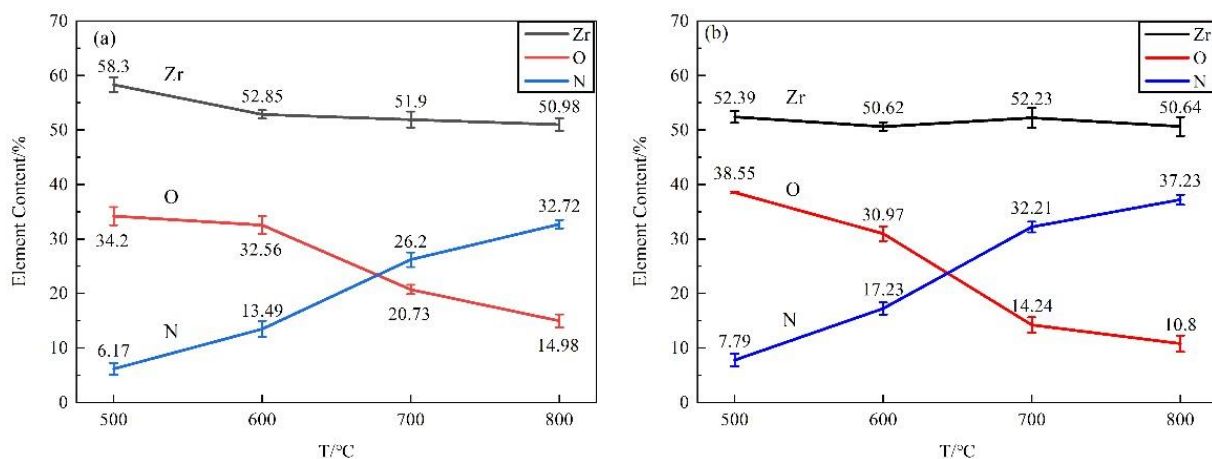 (a)
Zr
O
N
70
60
50
40
30
20
10
0
Element Content/%
58.3
Zr
52.85
51.9
50.98
O
34.2
32.56
20.73
14.98
N
6.17
13.49
26.2
32.72
500
600
700
800
T/°C
(b)
Zr
O
N
70
60
50
40
30
20
10
0
Element Content/%
52.39
Zr
50.62
52.23
50.64
38.55
O
30.97
14.24
10.8
N
7.79
17.23
32.21
37.23
500
600
700
800
T/°C